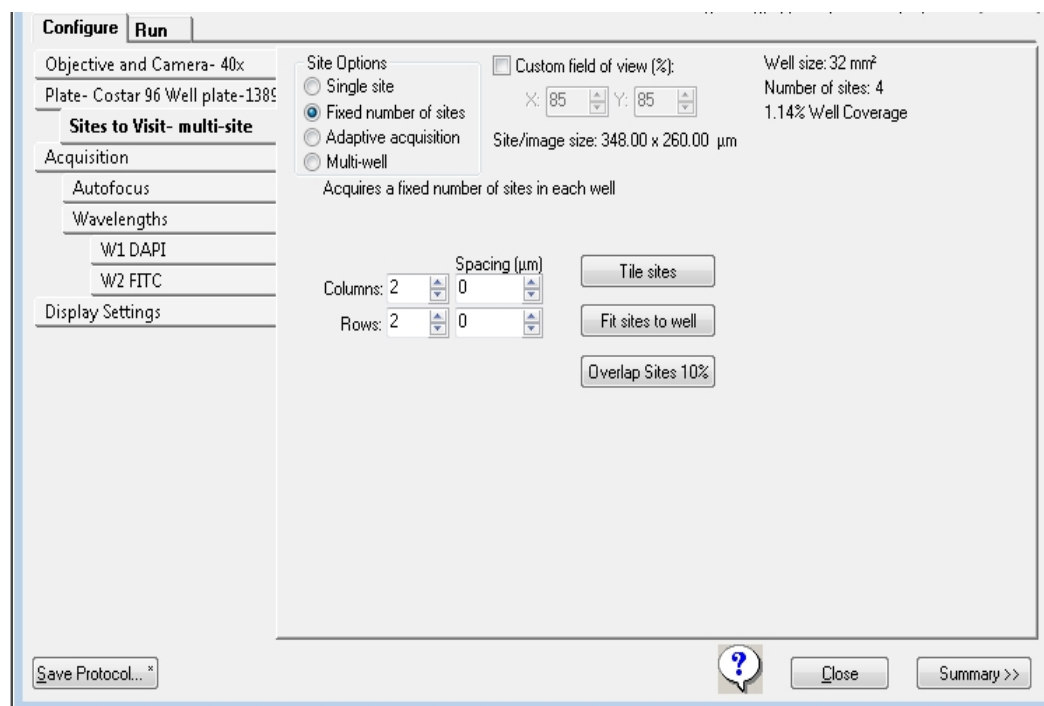 Configure Run
Objective and Camera- 40x
Plate- Costar 96 Well plate-1389
Sites to Visit- multi-site
Acquisition
Autofocus
Wavelengths
W1 DAPI
W2 FITC
Display Settings
Site Options
Single site
Fixed number of sites
Adaptive acquisition
Multi-well
Custom field of view (%):
X: 85 Y: 85
Site/image size: 348.00 x 260.00 µm
Well size: 32 mm²
Number of sites: 4
1.14% Well Coverage
Acquires a fixed number of sites in each well
Spacing (µm)
Columns: 2 0
Rows: 2 0
Tile sites
Fit sites to well
Overlap Sites 10%
Save Protocol... *
?
Close
Summary >>